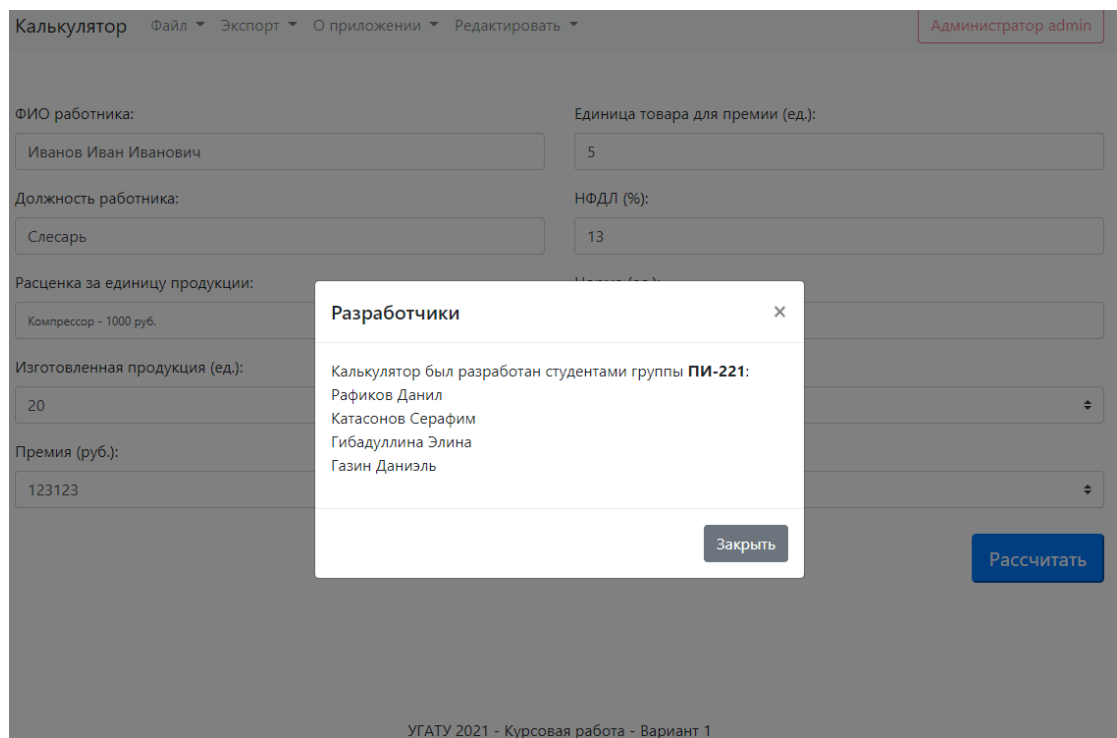 Калькулятор Файл Экспорт О приложении Редактировать Администратор admin
ФИО работника: Единица товара для премии (ед.):
Иванов Иван Иванович 5
Должность работника: НФДЛ (%):
Слесарь 13
Расценка за единицу продукции:
Компрессор - 1000 руб.
Изготовленная продукция (ед.):
20
Премия (руб.):
123123
Разработчики ×
Калькулятор был разработан студентами группы ПИ-221:
Рафиков Данил
Катасонов Серафим
Гибадуллина Элина
Газин Даниэль
Закрыть
Рассчитать
УГАТУ 2021 - Курсовая работа - Вариант 1